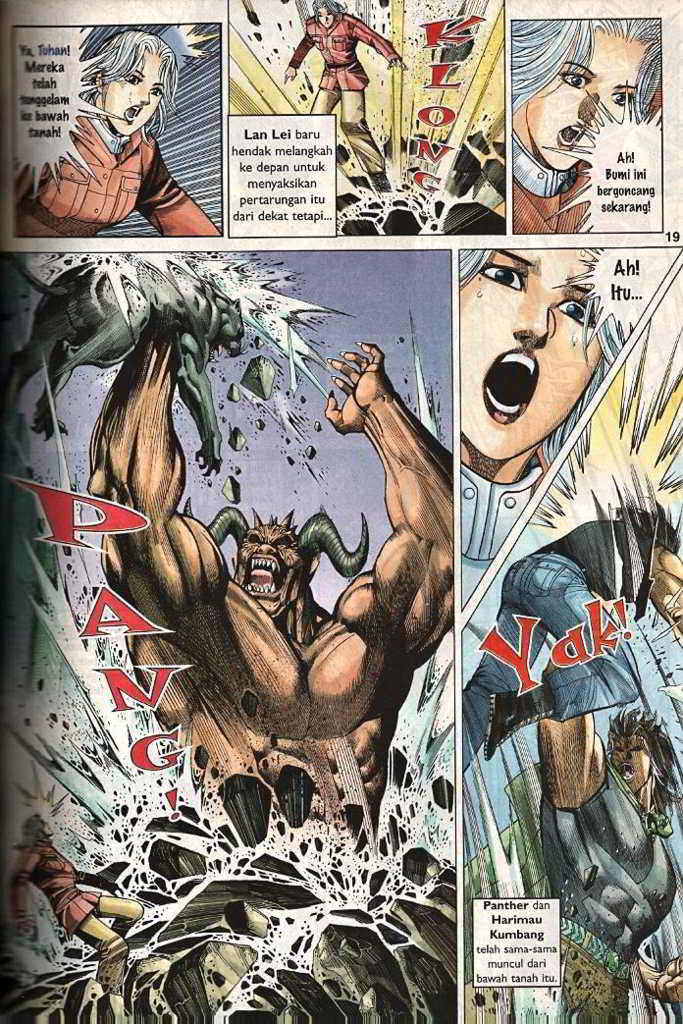 Ya, Tuhan!
Mereka
telah
tenggelam
ke bawah
tanah!
Lan Lei baru
hendak melangkah
ke depan untuk
menyaksikan
pertarungan itu
dari dekat tetapi...
KLONG
Ah!
Bumi ini
bergoncang
sekarang!
19
PANG!
Ah!
Itu...
Yak!
Panther dan
Harimau
Kumbang
telah sama-sama
muncul dari
bawah tanah itu.